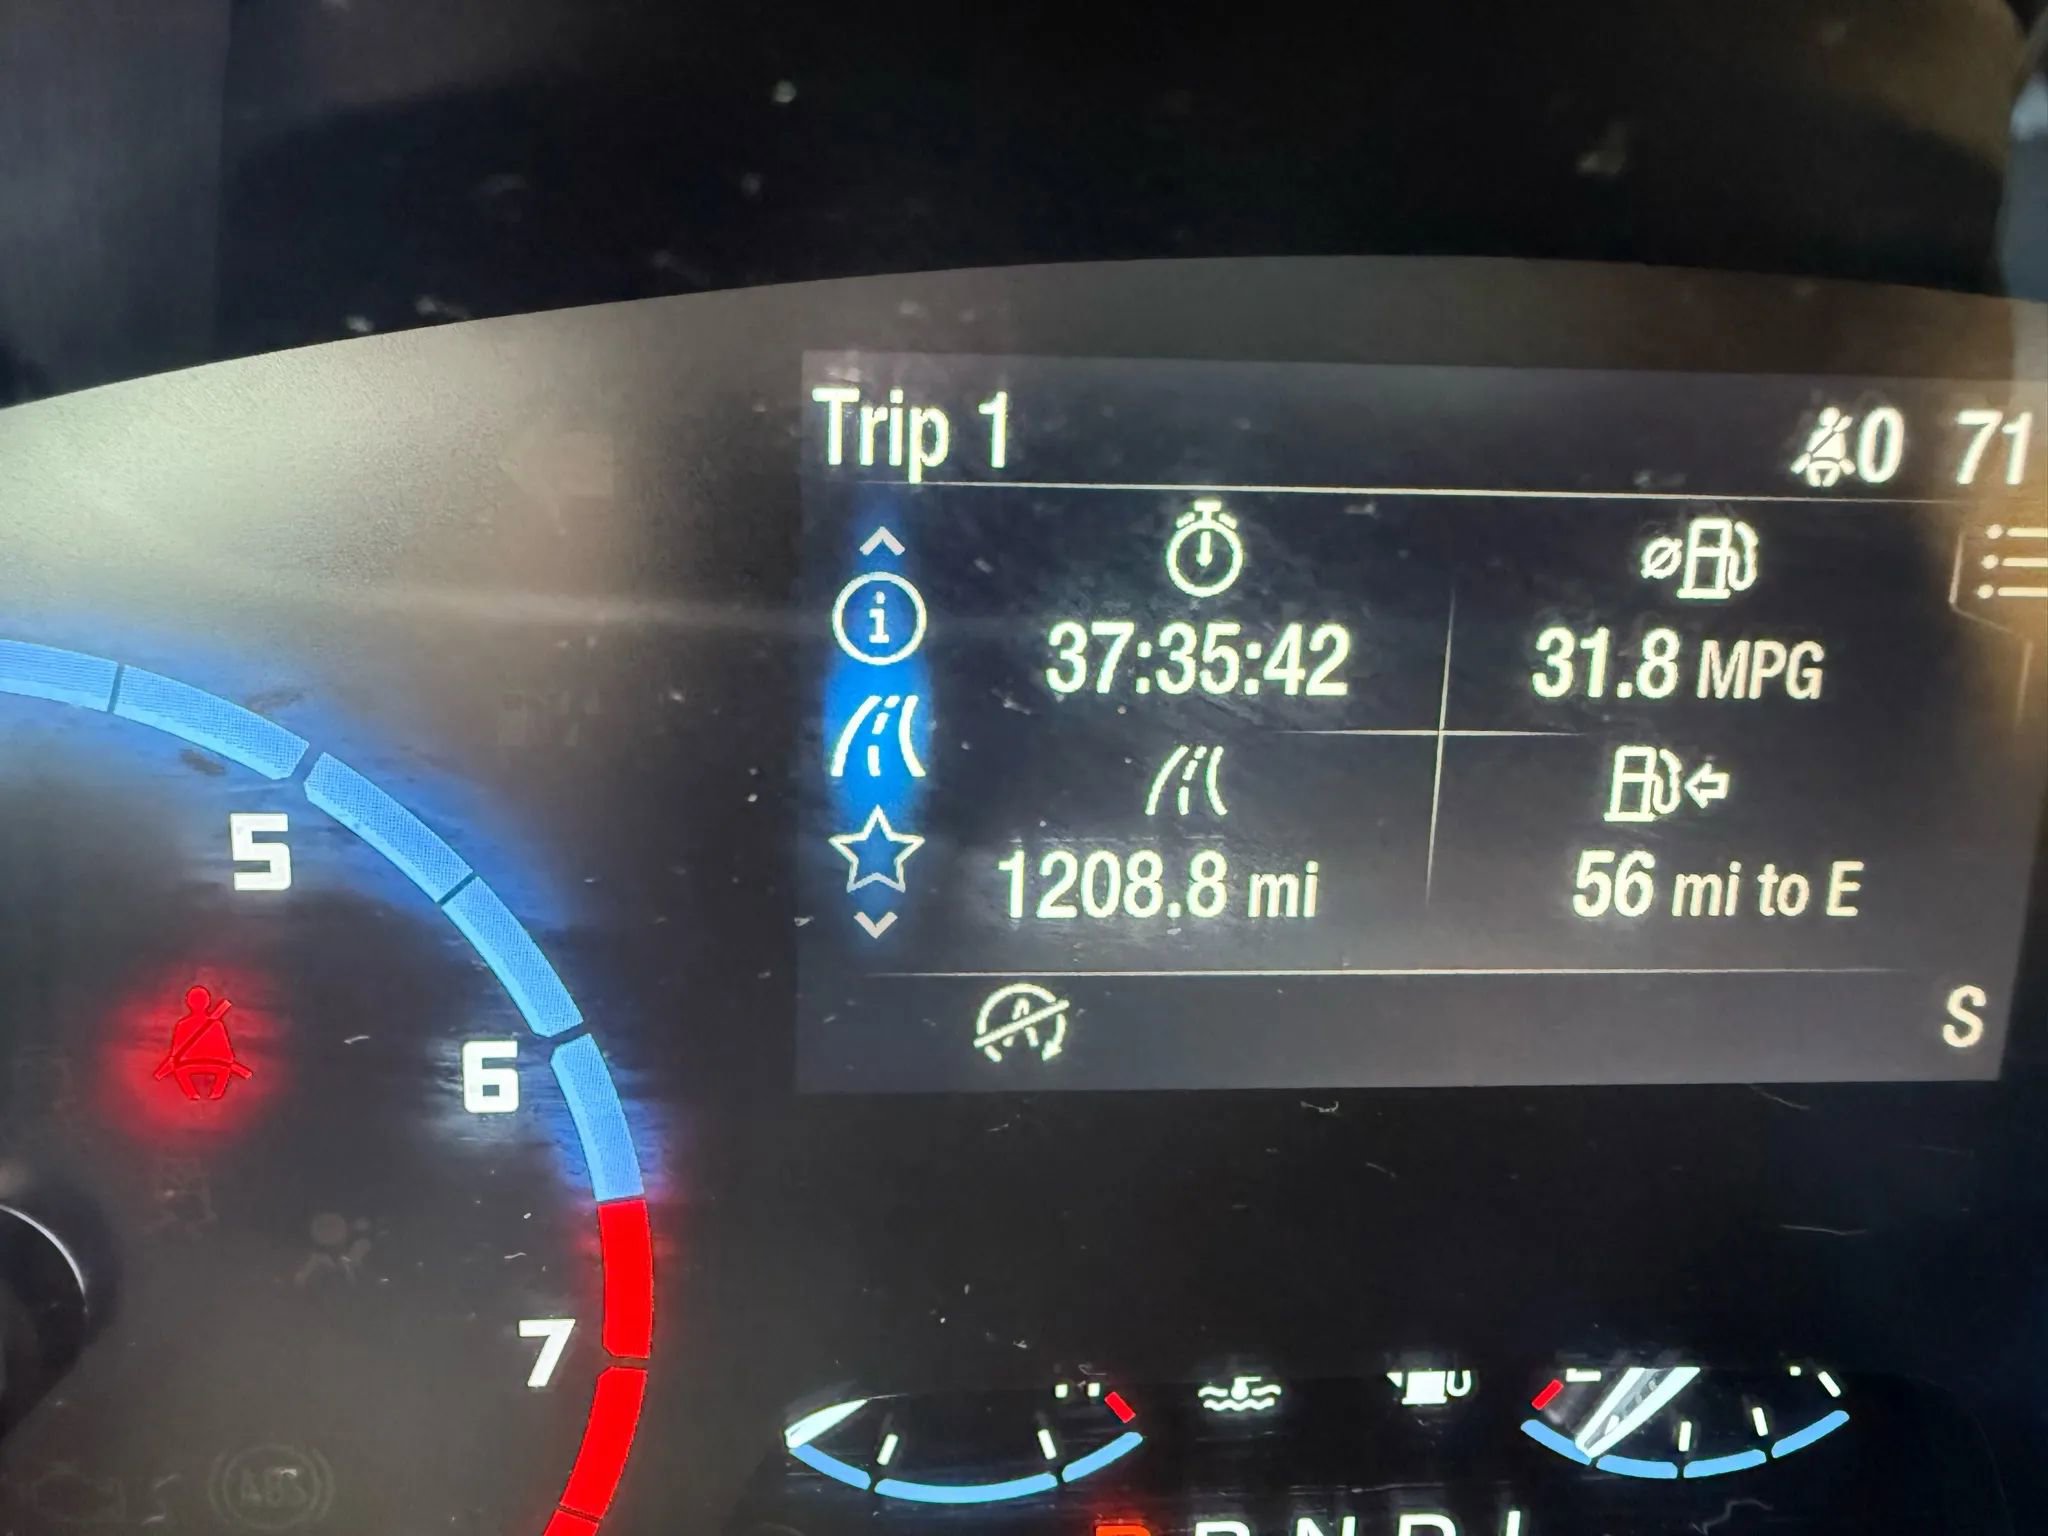 Trip 1
0 71
37:35:42
31.8 MPG
1208.8 mi
56 mi to E
S
5
6
7
ABS
R N D L